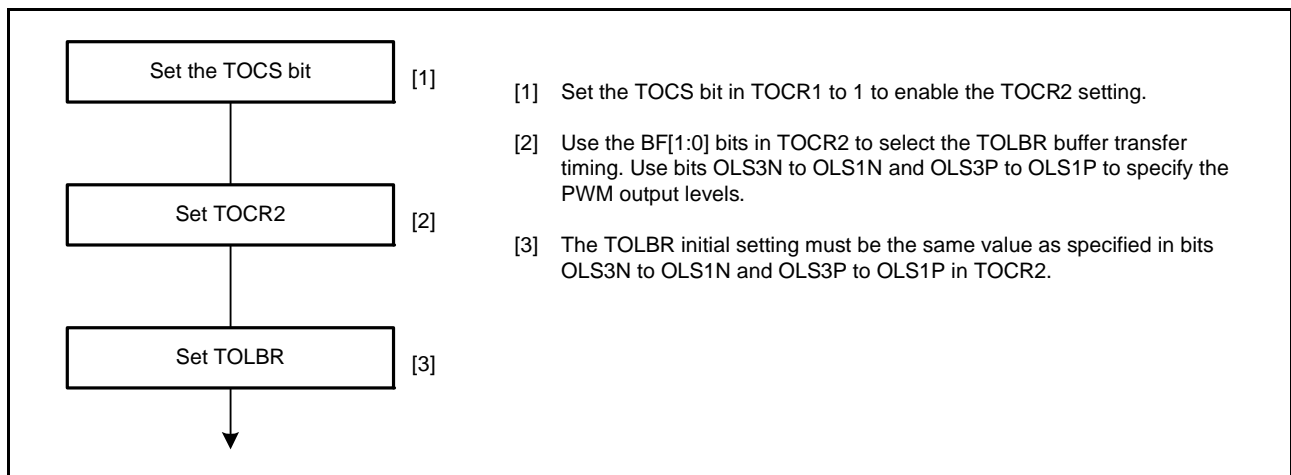 Set the TOCS bit
[1]
Set TOCR2
[2]
Set TOLBR
[3]
[1] Set the TOCS bit in TOCR1 to 1 to enable the TOCR2 setting.
[2] Use the BF[1:0] bits in TOCR2 to select the TOLBR buffer transfer
timing. Use bits OLS3N to OLS1N and OLS3P to OLS1P to specify the
PWM output levels.
[3] The TOLBR initial setting must be the same value as specified in bits
OLS3N to OLS1N and OLS3P to OLS1P in TOCR2.